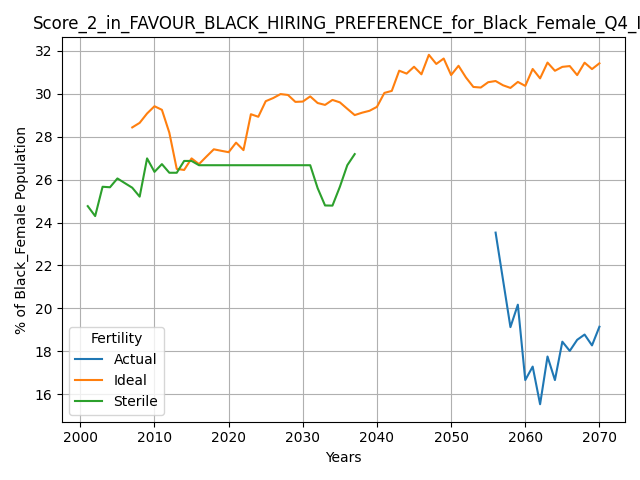 Score_2_in_FAVOUR_BLACK_HIRING_PREFERENCE_for_Black_Female_Q4_I
% of Black_Female Population
32
30
28
26
24
22
20
18
16
Fertility
Actual
Ideal
Sterile
2000 2010 2020 2030 2040 2050 2060 2070
Years